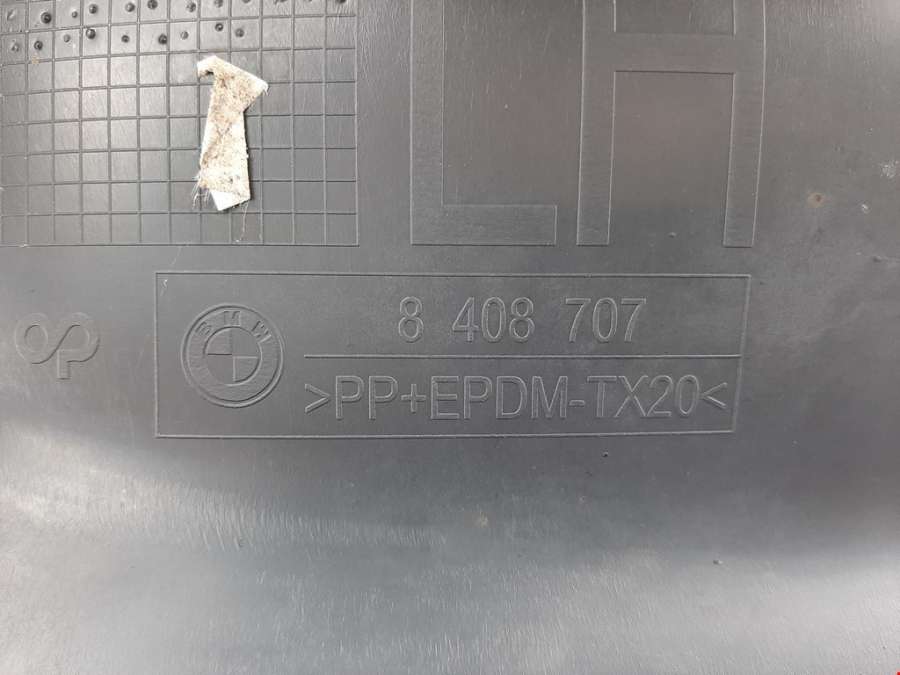 LH
BMW
8 408 707
>PP+EPDM-TX20<